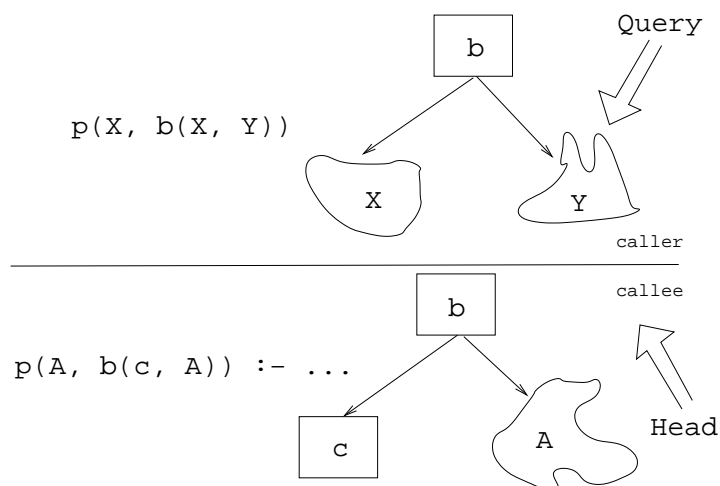 Query
b
p(X, b(X, Y))
X
Y
caller
callee
b
p(A, b(c, A)) :- ...
c
A
Head